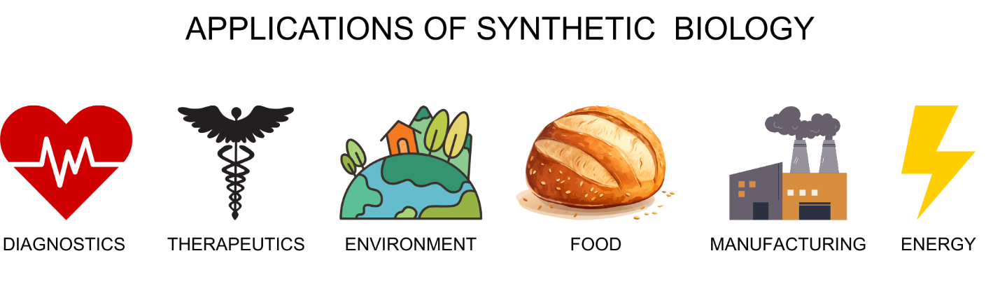 APPLICATIONS OF SYNTHETIC  BIOLOGY
DIAGNOSTICS
THERAPEUTICS
ENVIRONMENT
FOOD
MANUFACTURING
ENERGY